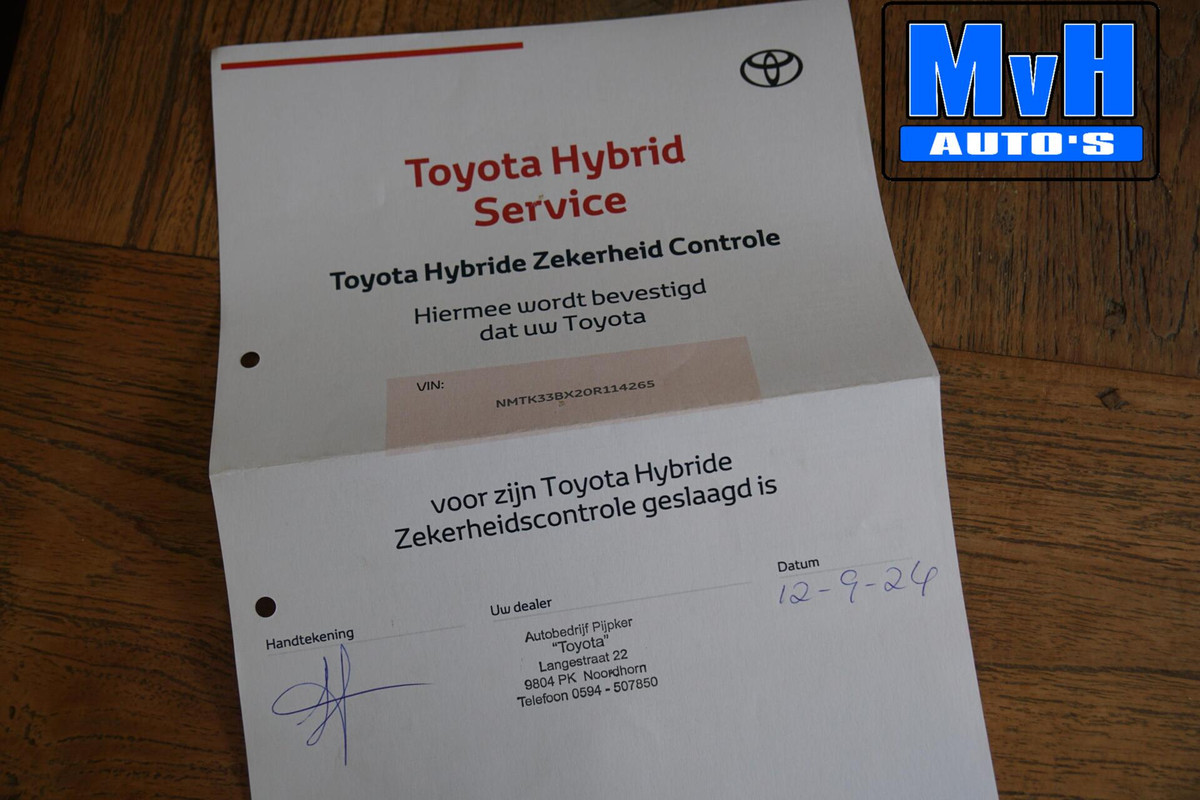 MvH
AUTO'S
Toyota Hybrid
Service
Toyota Hybride Zekerheid Controle
Hiermee wordt bevestigd
dat uw Toyota
VIN:
NMTK33BX20R114265
voor zijn Toyota Hybride
Zekerheidscontrole geslaagd is
Handtekening
Uw dealer
Autobedrijf Pijpker
"Toyota"
Langestraat 22
9804 PK Noordhorn
Telefoon 0594 - 507850
Datum
12-9-24